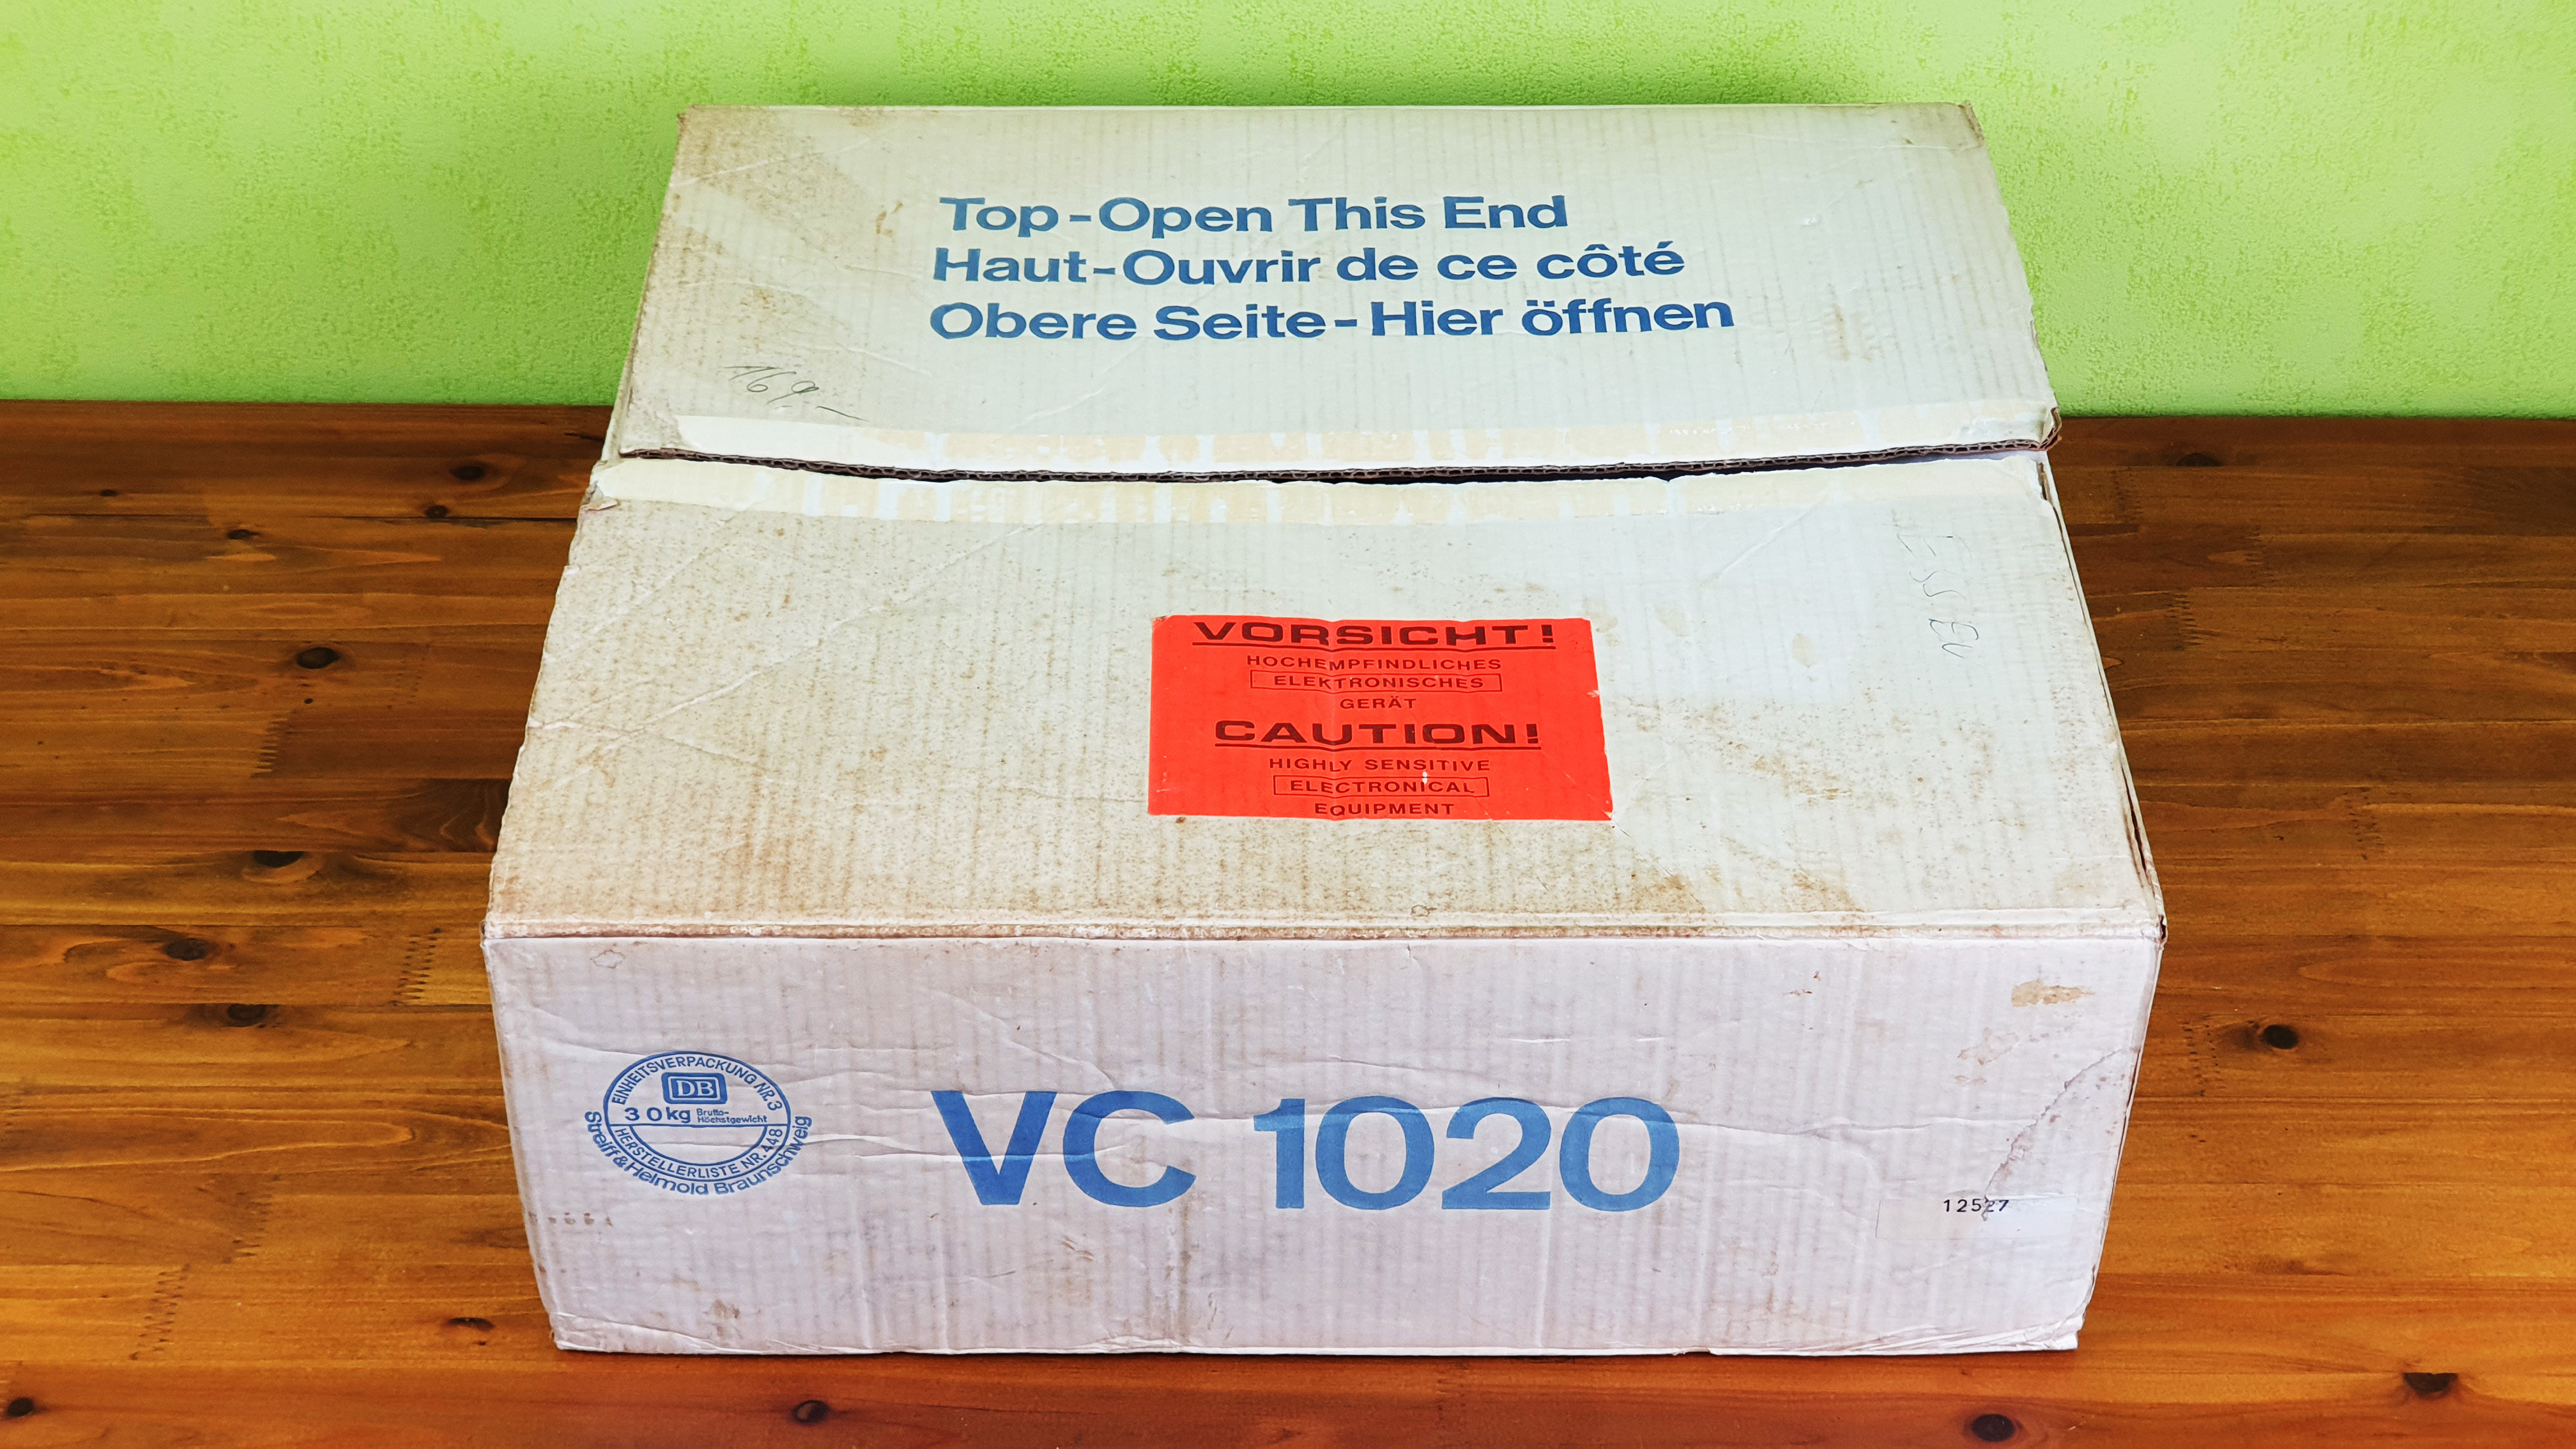 Top-Open This End
Haut-Ouvrir de ce côté
Obere Seite-Hier öffnen
169.-
VORSICHT!
HOCHEMPFINDLICHES
ELEKTRONISCHES
GERÄT
CAUTION!
HIGHLY SENSITIVE
ELECTRONICAL
EQUIPMENT
EINHEITSVERPACKUNG NR. 3
DB
30kg Brutto-
Höchstgewicht
HERSTELLERLISTE NR. 448
Streiff & Helmold Braunschweig
VC 1020
12527